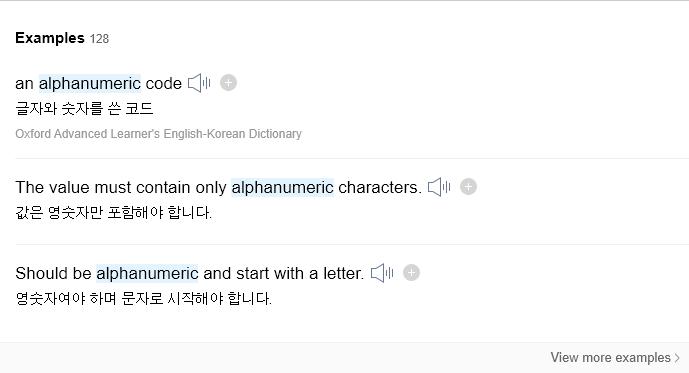 Examples 128
an alphanumeric code
글자와 숫자를 쓴 코드
Oxford Advanced Learner's English-Korean Dictionary
The value must contain only alphanumeric characters.
값은 영숫자만 포함해야 합니다.
Should be alphanumeric and start with a letter.
영숫자여야 하며 문자로 시작해야 합니다.
View more examples >